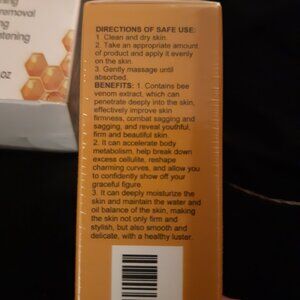 removal
tening
OZ
DIRECTIONS OF SAFE USE:
1. Clean and dry skin.
2. Take an appropriate amount
of product and apply it evenly
on the skin.
3. Gently massage until
absorbed.
BENEFITS: 1. Contains bee
venom extract, which can
penetrate deeply into the skin,
effectively improve skin
firmness, combat sagging and
sagging, and reveal youthful,
firm and beautiful skin.
2. It can accelerate body
metabolism, help break down
excess cellulite, reshape
charming curves, and allow you
to confidently show off your
graceful figure.
3. It can deeply moisturize the
skin and maintain the water and
oil balance of the skin, making
the skin not only firm and
stylish, but also smooth and
delicate, with a healthy luster.